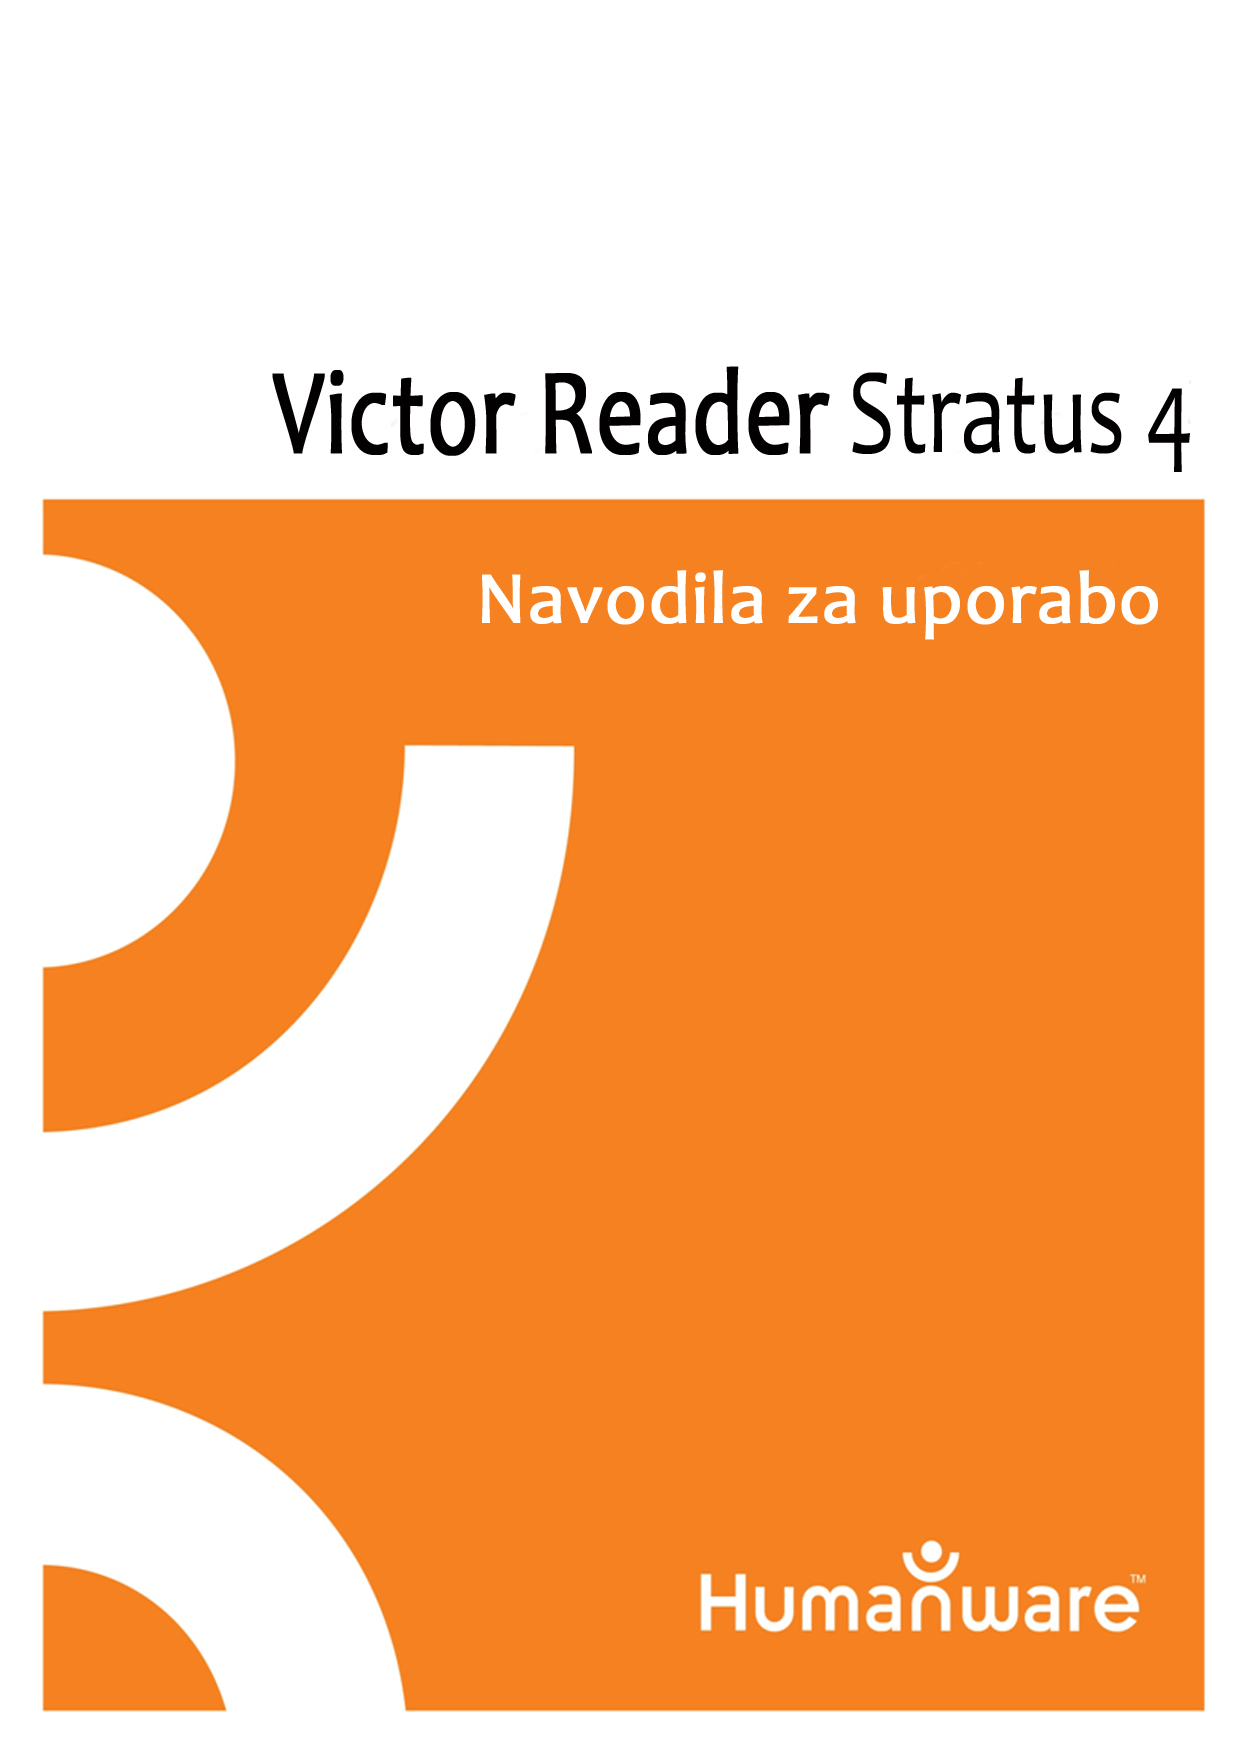 Victor Reader Stratus 4
Navodila za uporabo
Humanware™